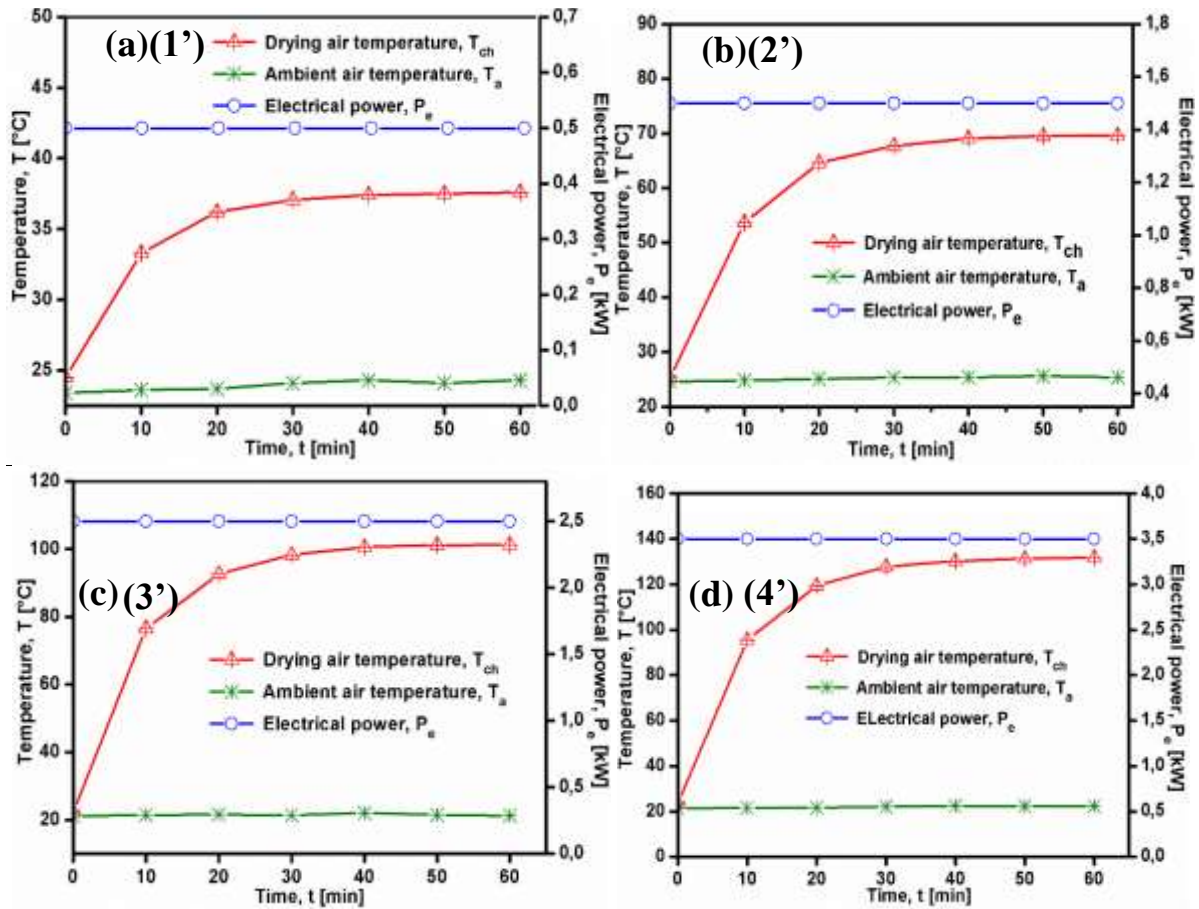 (a)(1')
Drying air temperature, T_ch
Ambient air temperature, T_a
Electrical power, P_e
Temperature, T [°C]
50
45
40
35
30
25
Electrical power, P_e [kW]
0,7
0,6
0,5
0,4
0,3
0,2
0,1
0,0
0 10 20 30 40 50 60
Time, t [min]
(b)(2')
Drying air temperature, T_ch
Ambient air temperature, T_a
Electrical power, P_e
Temperature, T [°C]
90
80
70
60
50
40
30
20
Electrical power, P_e [kW]
1,8
1,6
1,4
1,2
1,0
0,8
0,6
0,4
0 10 20 30 40 50 60
Time, t [min]
(c) (3')
Drying air temperature, T_ch
Ambient air temperature, T_a
Electrical power, P_e
Temperature, T [°C]
120
100
80
60
40
20
Electrical power, P_e [kW]
2,5
2,0
1,5
1,0
0,5
0,0
0 10 20 30 40 50 60
Time, t [min]
(d) (4')
Drying air temperature, T_ch
Ambient air temperature, T_a
ELectrical power, P_e
Temperature, T [°C]
160
140
120
100
80
60
40
20
0
Electrical power, P_e [kW]
4,0
3,5
3,0
2,5
2,0
1,5
1,0
0,5
0,0
0 10 20 30 40 50 60
Time, t [min]